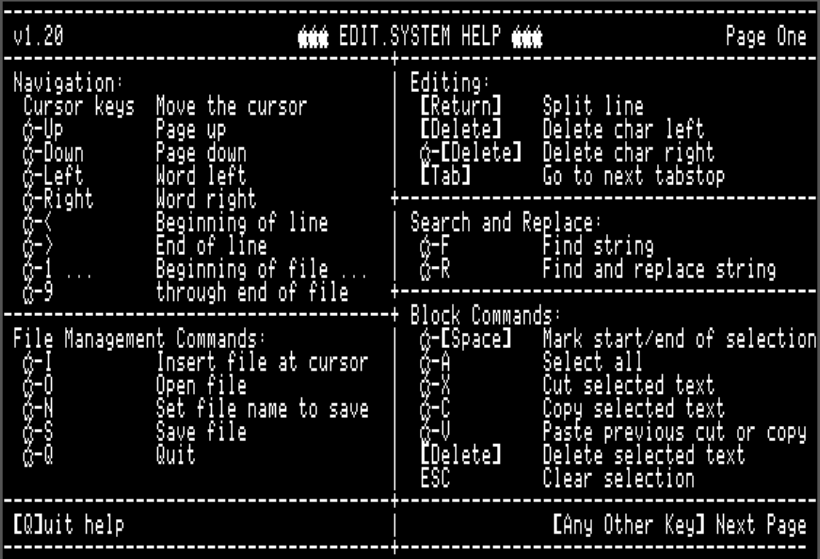 v1.20 EDIT.SYSTEM HELP Page One
Navigation:
Cursor keys Move the cursor
-Up Page up
-Down Page down
-Left Word left
-Right Word right
-< Beginning of line
-> End of line
-1 ... Beginning of file ...
-9 through end of file
File Management Commands:
-I Insert file at cursor
-O Open file
-N Set file name to save
-S Save file
-Q Quit
Editing:
[Return] Split line
[Delete] Delete char left
-[Delete] Delete char right
[Tab] Go to next tabstop
Search and Replace:
-F Find string
-R Find and replace string
Block Commands:
-[Space] Mark start/end of selection
-A Select all
-X Cut selected text
-C Copy selected text
-V Paste previous cut or copy
[Delete] Delete selected text
ESC Clear selection
[Q]uit help
[Any Other Key] Next Page